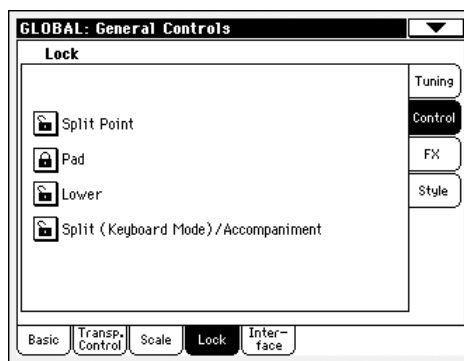 GLOBAL: General Controls
Lock
Tuning
Control
FX
Style
Split Point
Pad
Lower
Split (Keyboard Mode)/Accompaniment
Basic
Transp.
Control
Scale
Lock
Inter-
face